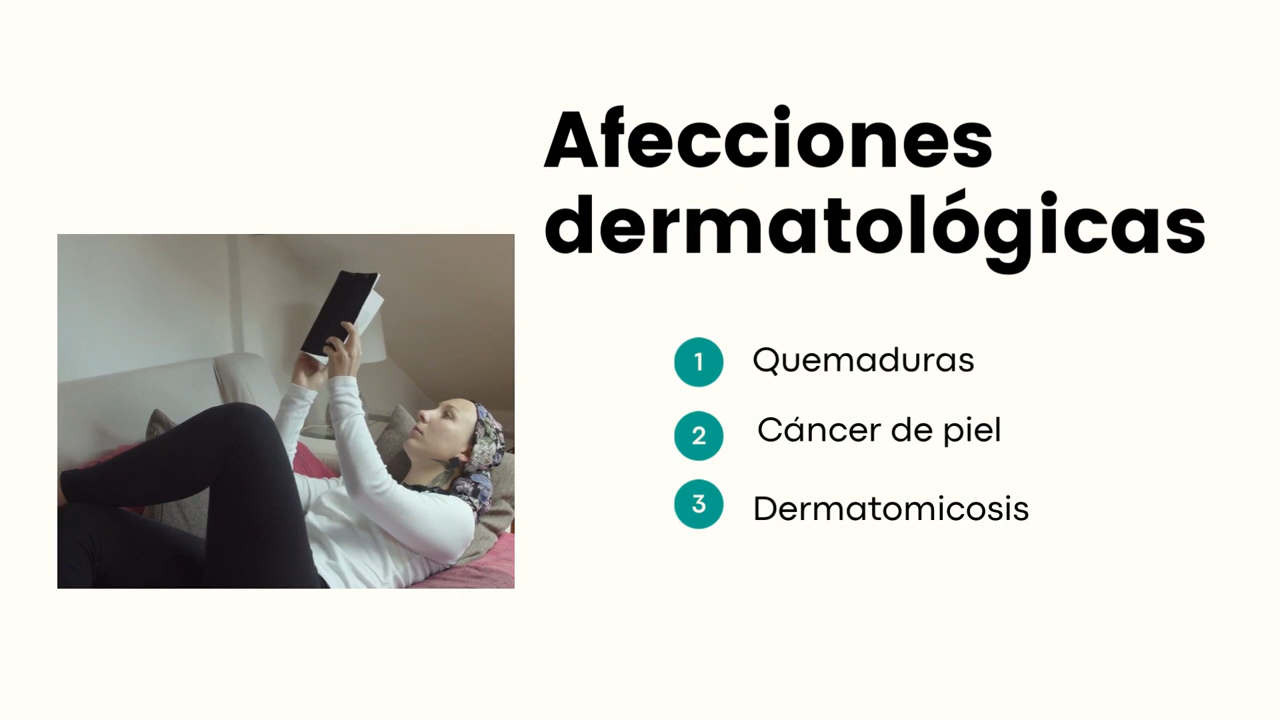 Afecciones
dermatológicas
1 Quemaduras
2 Cáncer de piel
3 Dermatomicosis